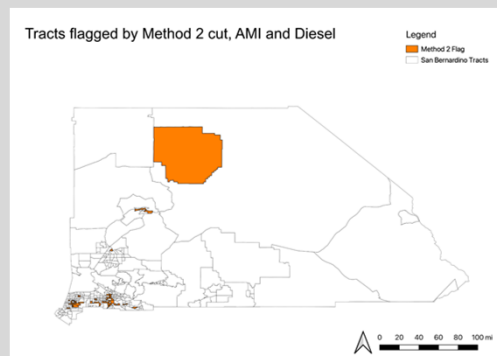 Tracts flagged by Method 2 cut, AMI and Diesel
Legend
Method 2 Flag
San Bernardino Tracts
0 20 40 60 80 100 mi